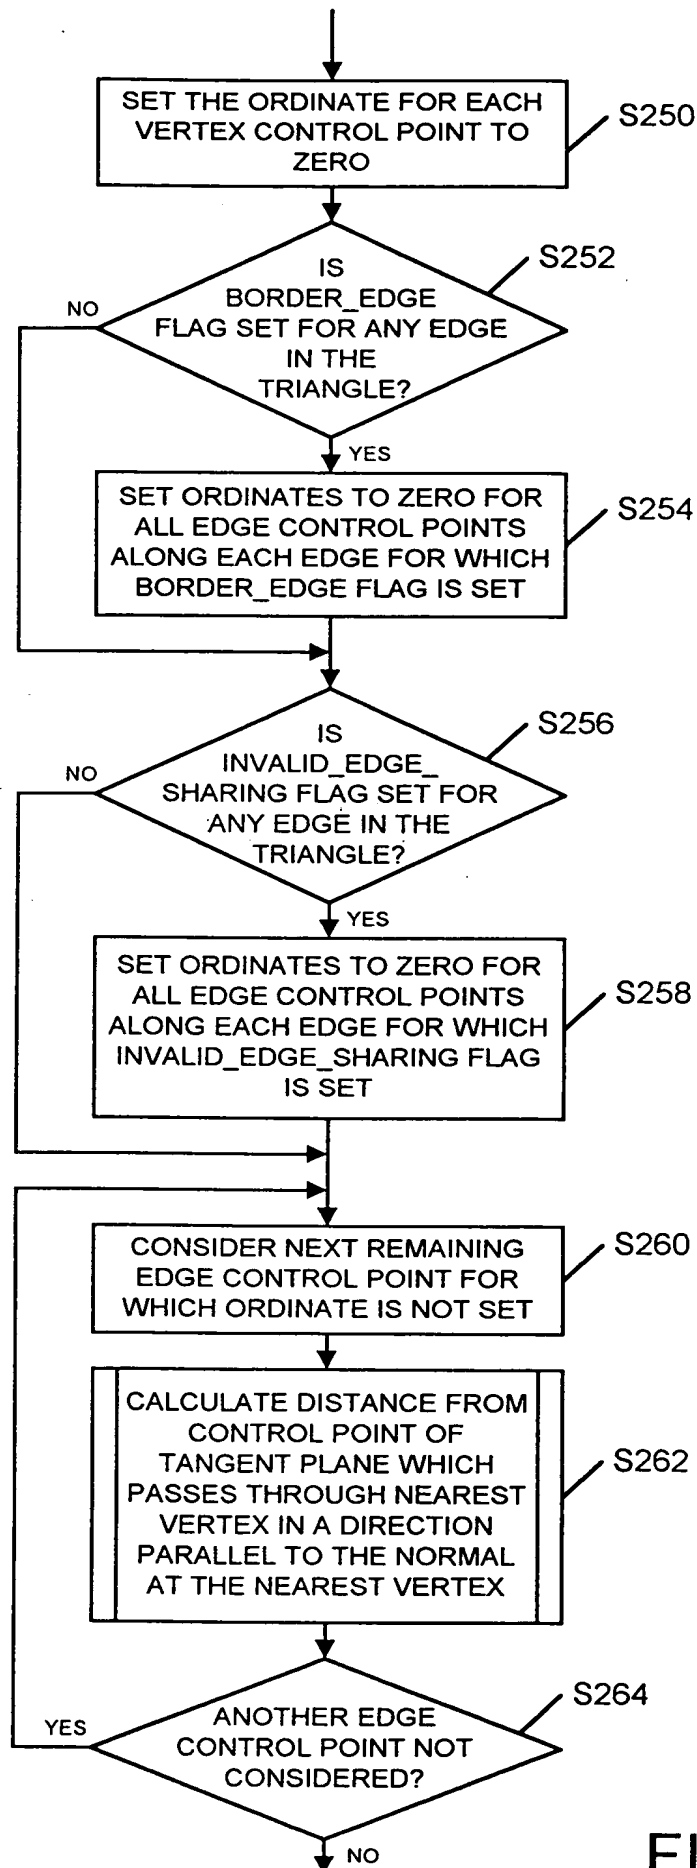 SET THE ORDINATE FOR EACH
VERTEX CONTROL POINT TO
ZERO
S250
IS
BORDER_EDGE
FLAG SET FOR ANY EDGE
IN THE
TRIANGLE?
S252
NO
YES
SET ORDINATES TO ZERO FOR
ALL EDGE CONTROL POINTS
ALONG EACH EDGE FOR WHICH
BORDER_EDGE FLAG IS SET
S254
IS
INVALID_EDGE_
SHARING FLAG SET FOR
ANY EDGE IN THE
TRIANGLE?
S256
NO
YES
SET ORDINATES TO ZERO FOR
ALL EDGE CONTROL POINTS
ALONG EACH EDGE FOR WHICH
INVALID_EDGE_SHARING FLAG
IS SET
S258
CONSIDER NEXT REMAINING
EDGE CONTROL POINT FOR
WHICH ORDINATE IS NOT SET
S260
CALCULATE DISTANCE FROM
CONTROL POINT OF
TANGENT PLANE WHICH
PASSES THROUGH NEAREST
VERTEX IN A DIRECTION
PARALLEL TO THE NORMAL
AT THE NEAREST VERTEX
S262
ANOTHER EDGE
CONTROL POINT NOT
CONSIDERED?
S264
YES
NO